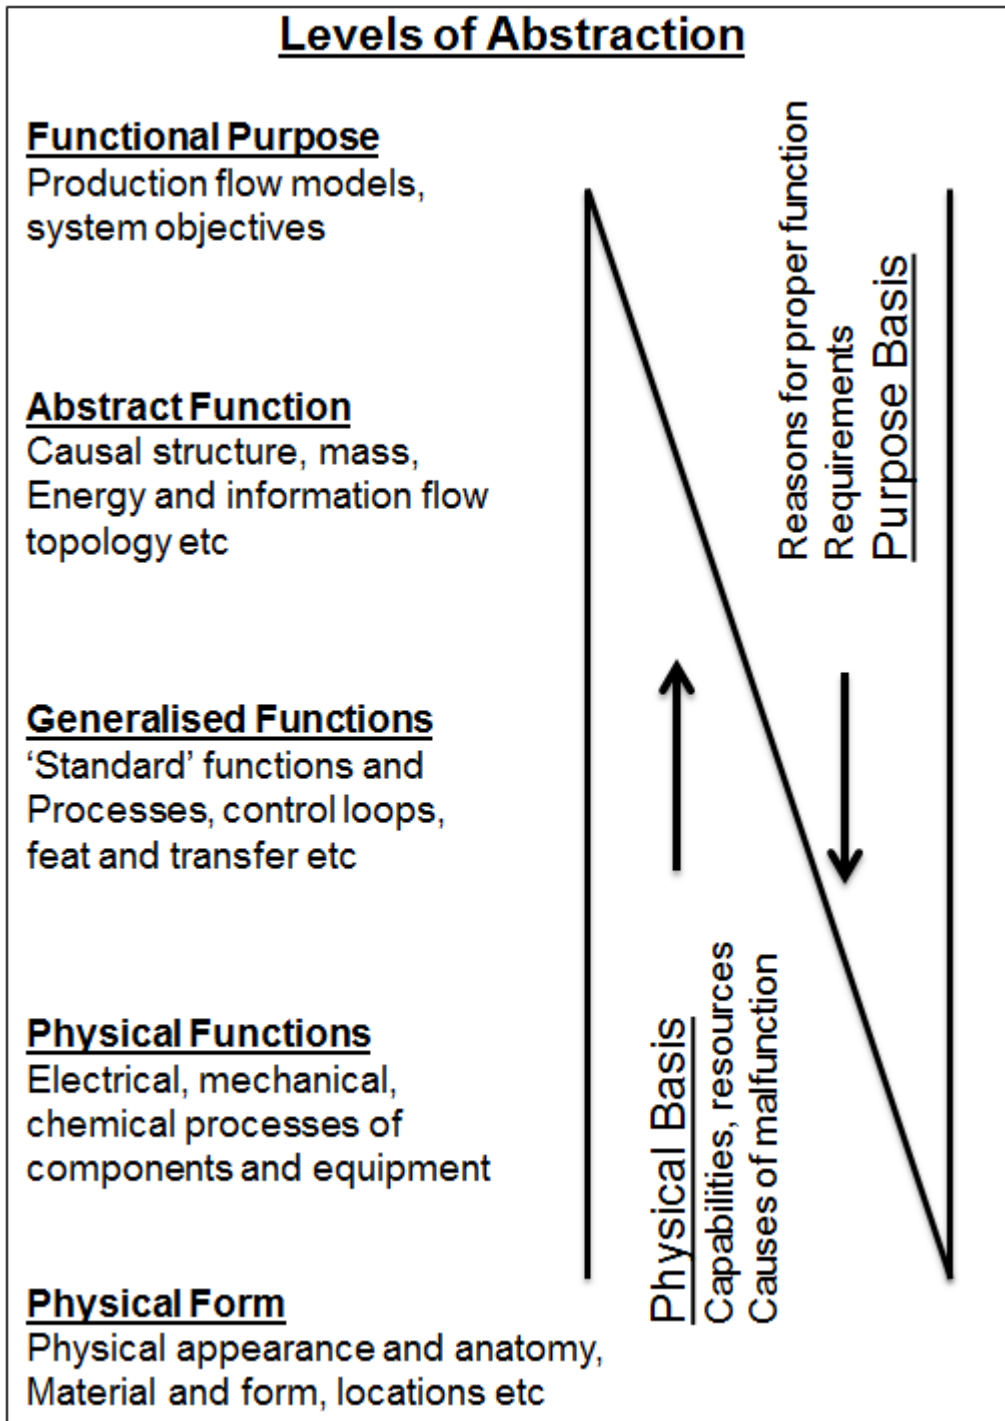 Levels of Abstraction
Functional Purpose
Production flow models,
system objectives
Abstract Function
Causal structure, mass,
Energy and information flow
topology etc
Generalised Functions
‘Standard’ functions and
Processes, control loops,
feat and transfer etc
Physical Functions
Electrical, mechanical,
chemical processes of
components and equipment
Physical Form
Physical appearance and anatomy,
Material and form, locations etc
Physical Basis
Capabilities, resources
Causes of malfunction
Reasons for proper function
Requirements
Purpose Basis